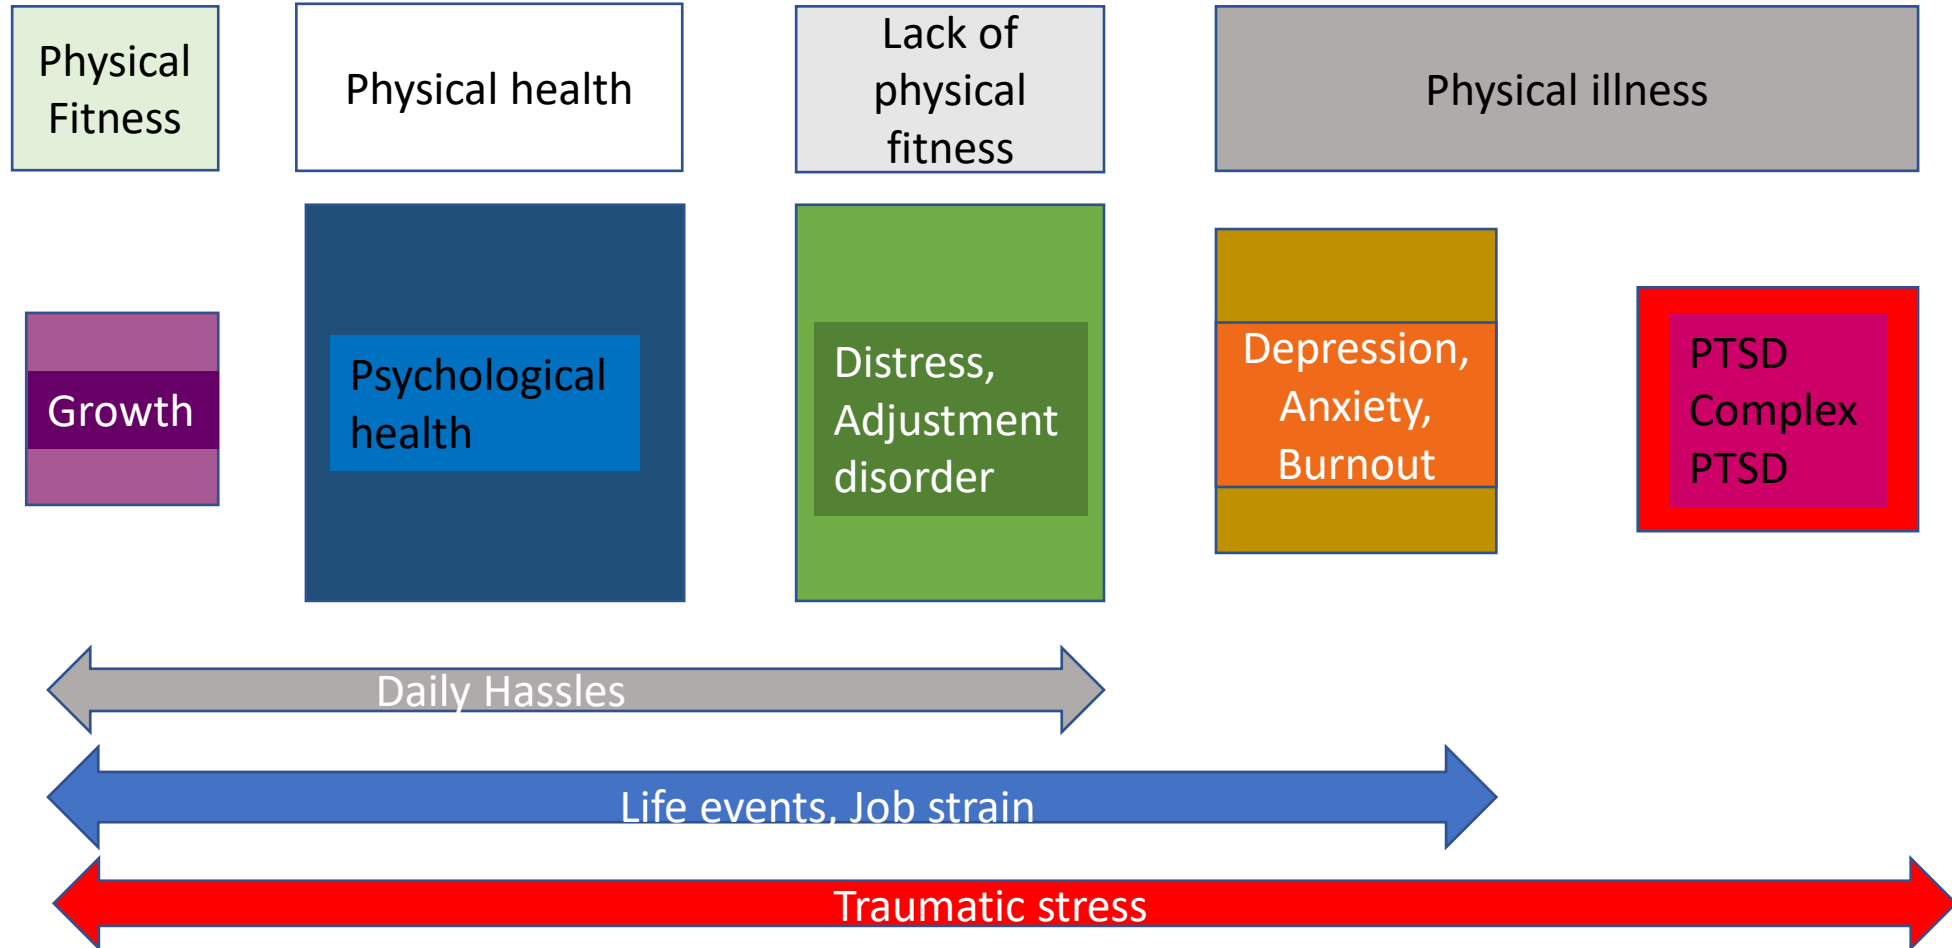 Physical
Fitness
Physical health
Lack of
physical
fitness
Physical illness
Growth
Psychological
health
Distress,
Adjustment
disorder
Depression,
Anxiety,
Burnout
PTSD
Complex
PTSD
Daily Hassles
Life events, Job strain
Traumatic stress